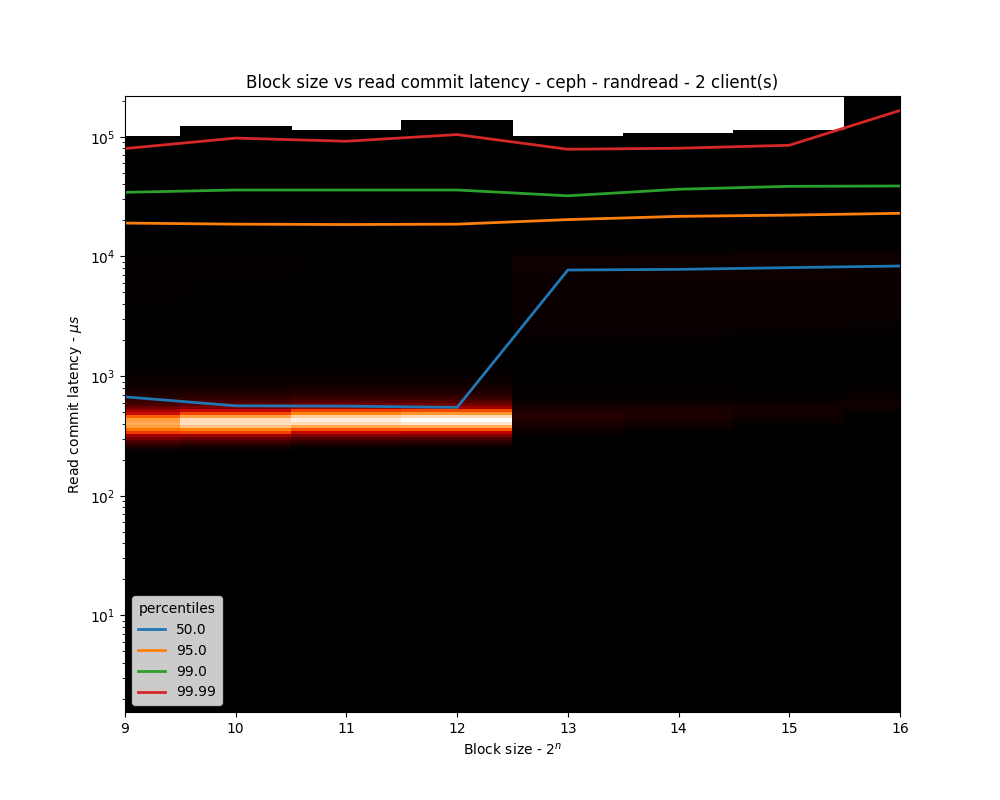 Block size vs read commit latency - ceph - randread - 2 client(s)
Read commit latency - µs
10⁵
10⁴
10³
10²
10¹
percentiles
50.0
95.0
99.0
99.99
9 10 11 12 13 14 15 16
Block size - 2ⁿ